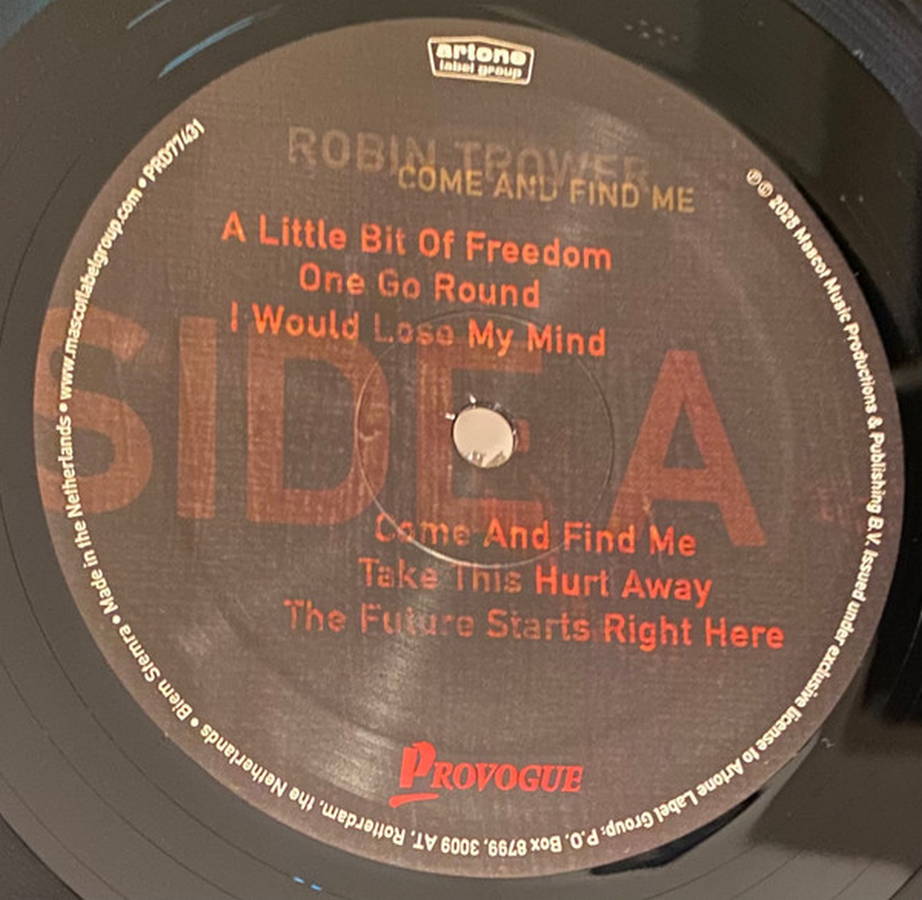 artone
label group
ROBIN TROWER
COME AND FIND ME
A Little Bit Of Freedom
One Go Round
I Would Lose My Mind
SIDE A
Come And Find Me
Take This Hurt Away
The Future Starts Right Here
PROVOGUE
℗© 2025 Mascot Music Productions & Publishing B.V. Issued under exclusive license to Artone Label Group; P.O. Box 8799, 3009 AT, Rotterdam, the Netherlands • Biem Stemra • Made in the Netherlands • www.mascotlabelgroup.com • PRD77431